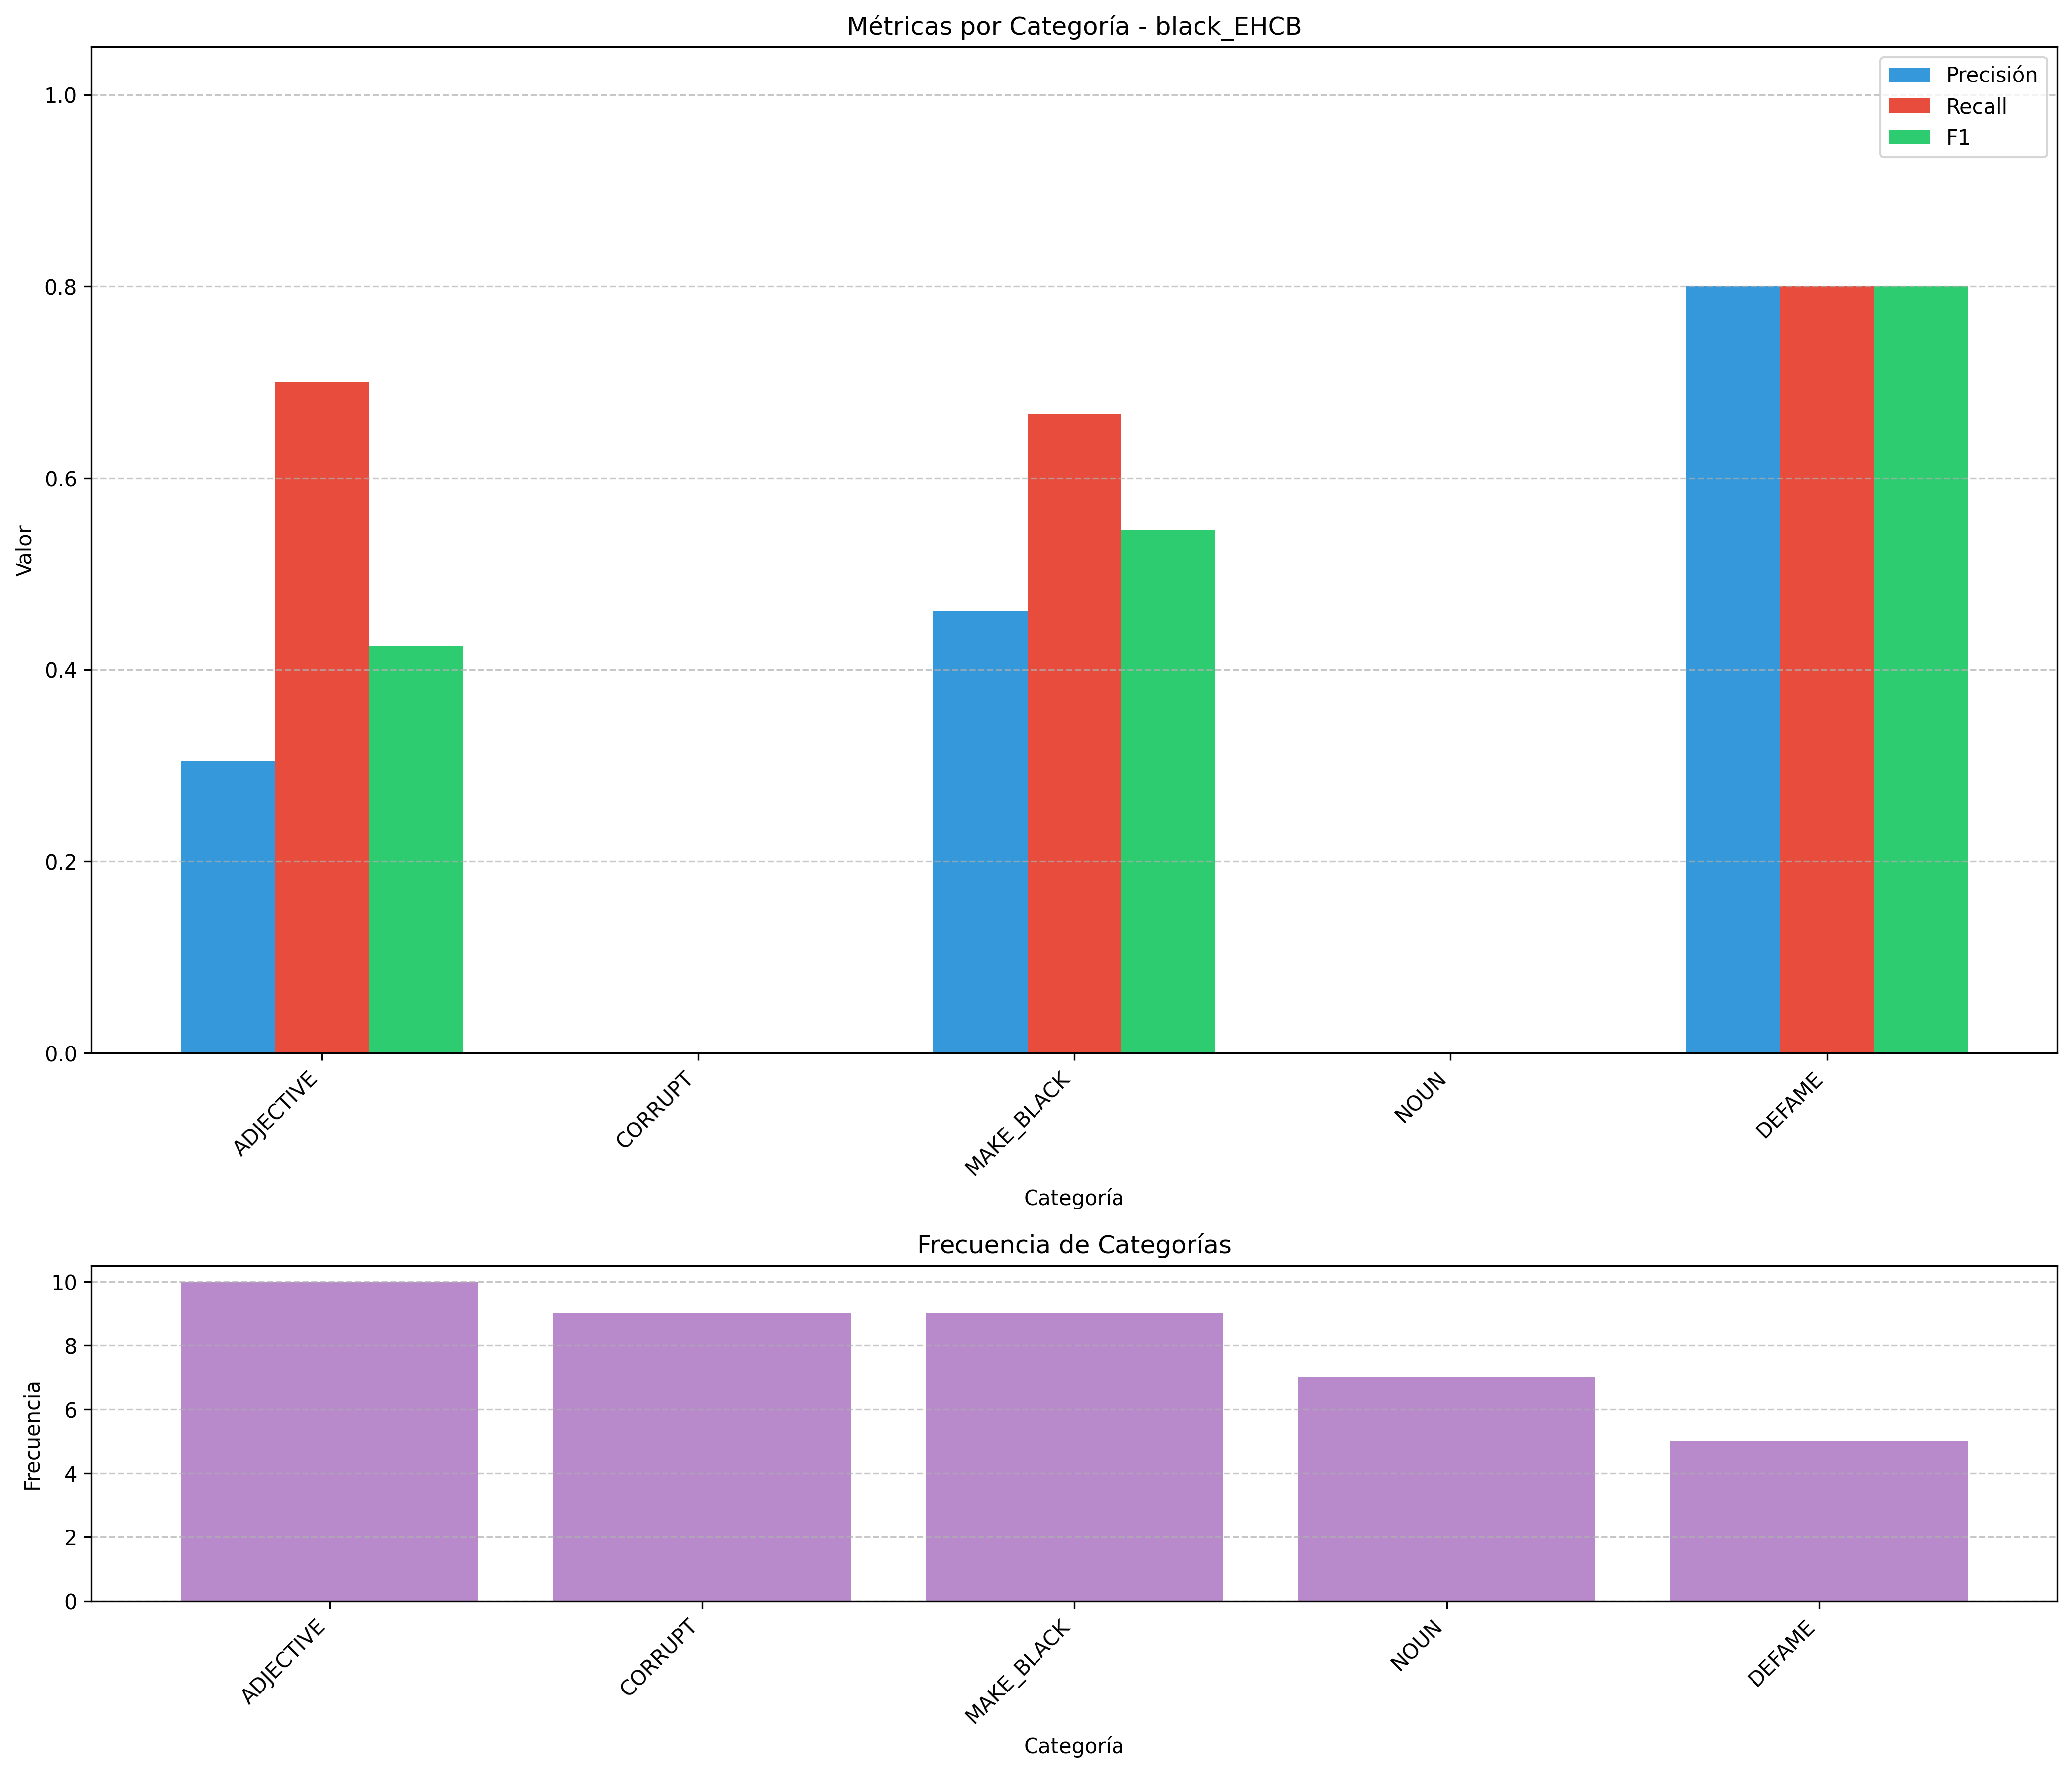 Métricas por Categoría - black_EHCB
Precisión
Recall
F1
Valor
1.0
0.8
0.6
0.4
0.2
0.0
ADJECTIVE
CORRUPT
MAKE_BLACK
NOUN
DEFAME
Categoría
Frecuencia de Categorías
Frecuencia
10
8
6
4
2
0
ADJECTIVE
CORRUPT
MAKE_BLACK
NOUN
DEFAME
Categoría